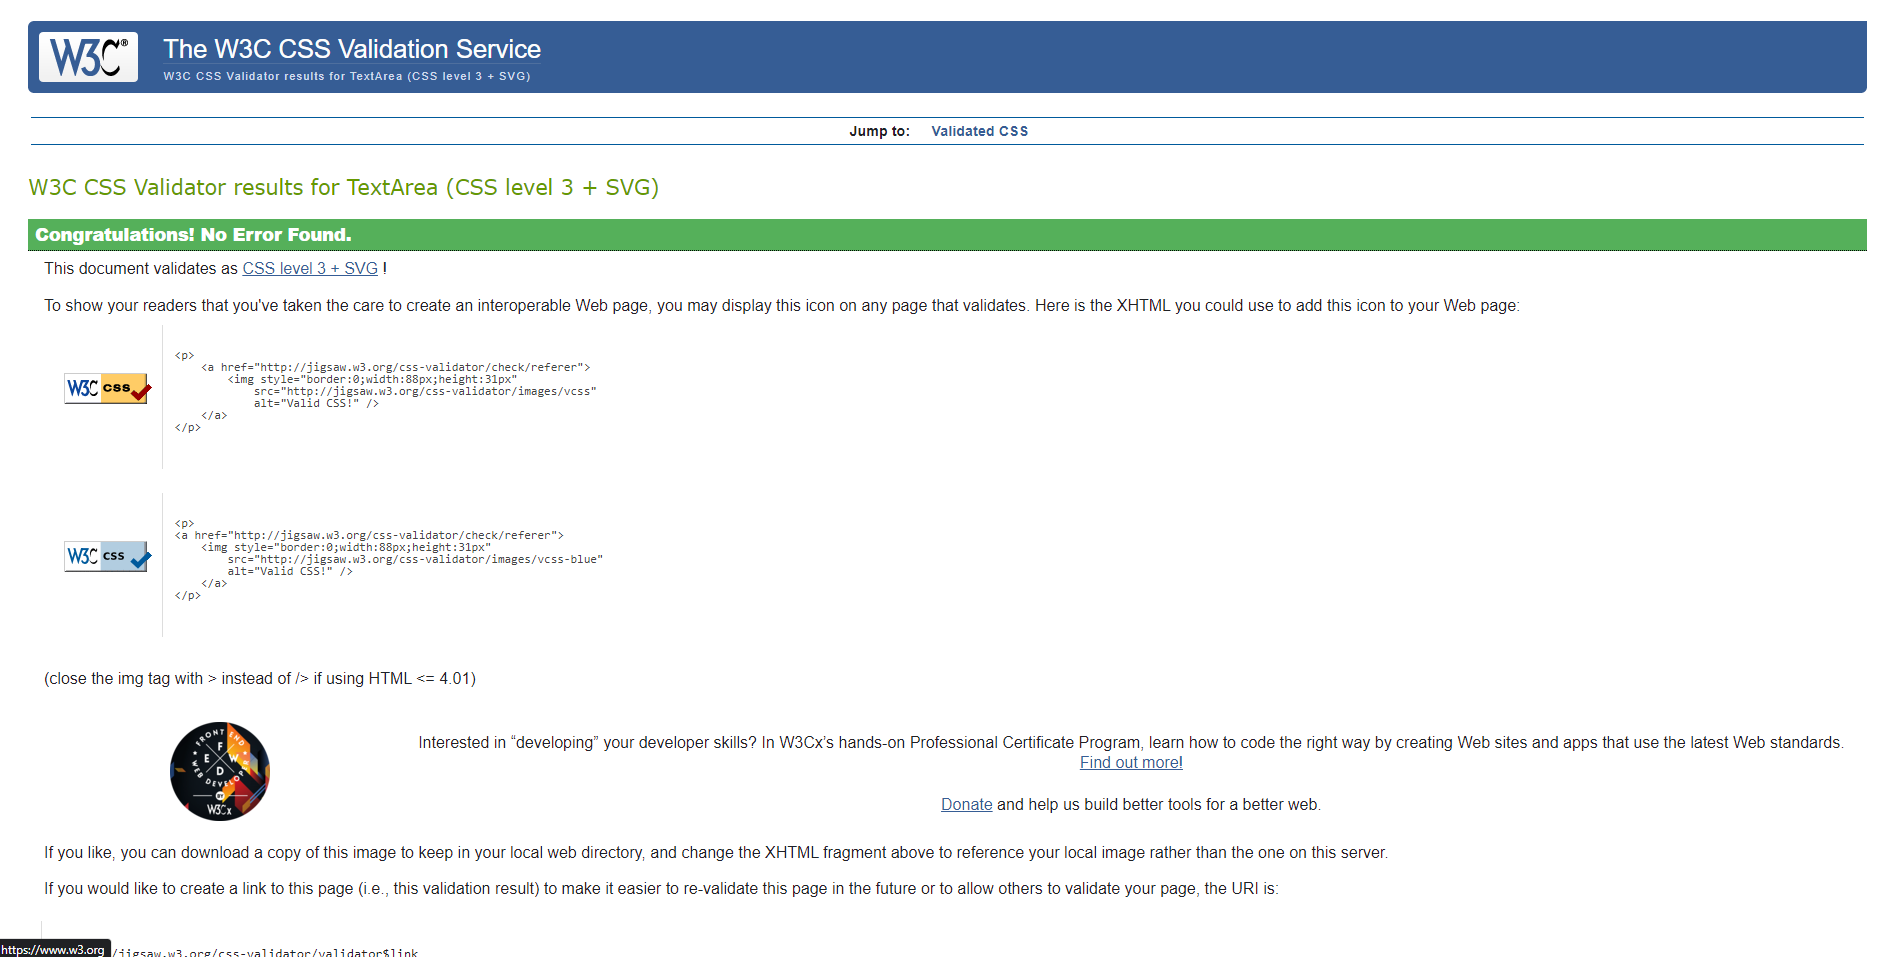 W3C®
The W3C CSS Validation Service
W3C CSS Validator results for TextArea (CSS level 3 + SVG)
Jump to: Validated CSS
W3C CSS Validator results for TextArea (CSS level 3 + SVG)
Congratulations! No Error Found.
This document validates as CSS level 3 + SVG !
To show your readers that you've taken the care to create an interoperable Web page, you may display this icon on any page that validates. Here is the XHTML you could use to add this icon to your Web page:
W3C css
<p>
<a href="http://jigsaw.w3.org/css-validator/check/referer">
<img style="border:0;width:88px;height:31px"
src="http://jigsaw.w3.org/css-validator/images/vcss"
alt="Valid CSS!" />
</a>
</p>
W3C css
<p>
<a href="http://jigsaw.w3.org/css-validator/check/referer">
<img style="border:0;width:88px;height:31px"
src="http://jigsaw.w3.org/css-validator/images/vcss-blue"
alt="Valid CSS!" />
</a>
</p>
(close the img tag with > instead of /> if using HTML <= 4.01)
FRONT END
F
E W
D
WEB DEVELOPER
BY
W3Cx
Interested in “developing” your developer skills? In W3Cx’s hands-on Professional Certificate Program, learn how to code the right way by creating Web sites and apps that use the latest Web standards.
Find out more!
Donate and help us build better tools for a better web.
If you like, you can download a copy of this image to keep in your local web directory, and change the XHTML fragment above to reference your local image rather than the one on this server.
If you would like to create a link to this page (i.e., this validation result) to make it easier to re-validate this page in the future or to allow others to validate your page, the URI is:
https://www.w3.org
/jigsaw.w3.org/css-validator/validator$link